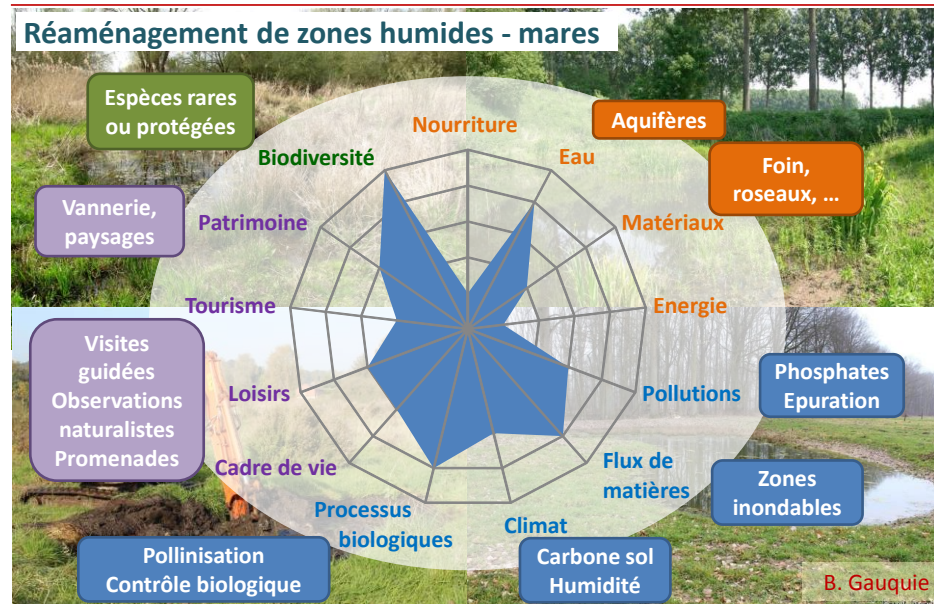 Réaménagement de zones humides - mares
Espèces rares
ou protégées
Nourriture
Aquifères
Biodiversité
Eau
Foin,
roseaux, ...
Vannerie,
paysages
Patrimoine
Matériaux
Tourisme
Energie
Visites
guidées
Observations
naturalistes
Promenades
Loisirs
Pollutions
Phosphates
Epuration
Cadre de vie
Flux de
matières
Zones
inondables
Processus
biologiques
Climat
Pollinisation
Contrôle biologique
Carbone sol
Humidité
B. Gauquie